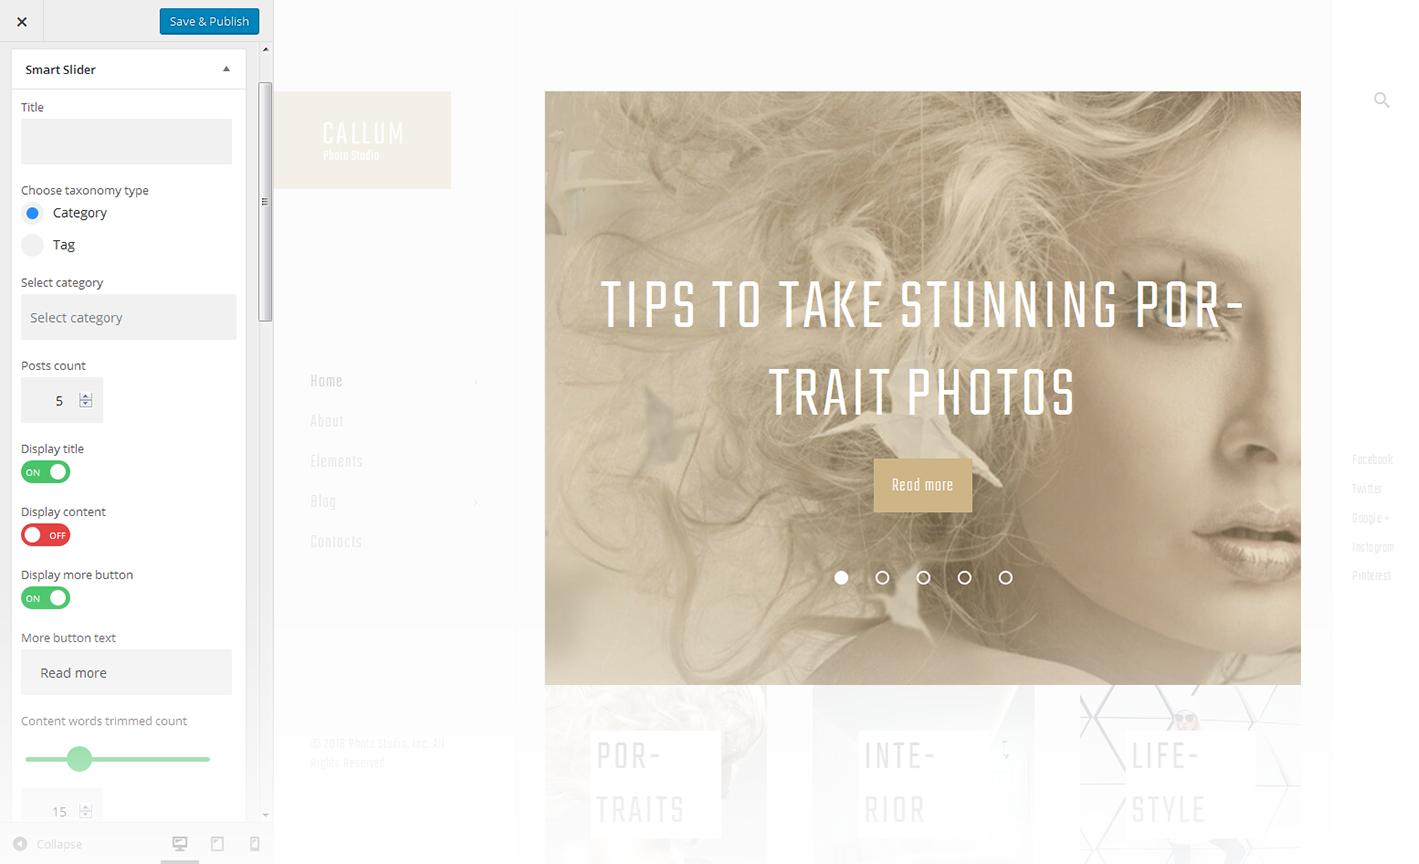 Save & Publish
Smart Slider
Title
Choose taxonomy type
Category
Tag
Select category
Select category
Posts count
5
Display title
ON
Display content
OFF
Display more button
ON
More button text
Read more
Content words trimmed count
15
Collapse
CALLUM
Photo Studio
Home
About
Elements
Blog
Contacts
© 2016 Photo Studio, Inc. All
Rights Reserved
TIPS TO TAKE STUNNING POR-
TRAIT PHOTOS
Read more
POR-
TRAITS
INTE-
RIOR
LIFE-
STYLE
Facebook
Twitter
Google +
Instagram
Pinterest